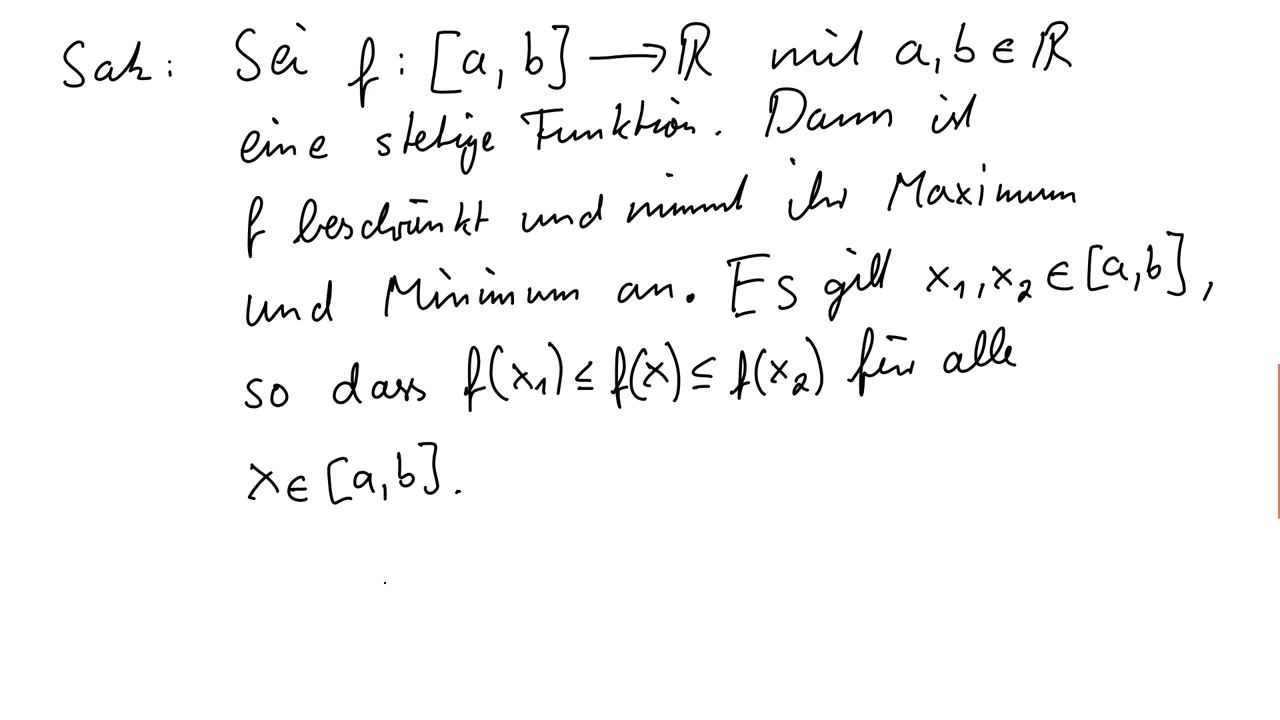 Satz: Sei f: [a, b] ⟶ ℝ mit a, b ∈ ℝ
eine stetige Funktion. Dann ist
f beschränkt und nimmt ihr Maximum
und Minimum an. Es gilt x₁, x₂ ∈ [a, b],
so dass f(x₁) ≤ f(x) ≤ f(x₂) für alle
x ∈ [a, b].